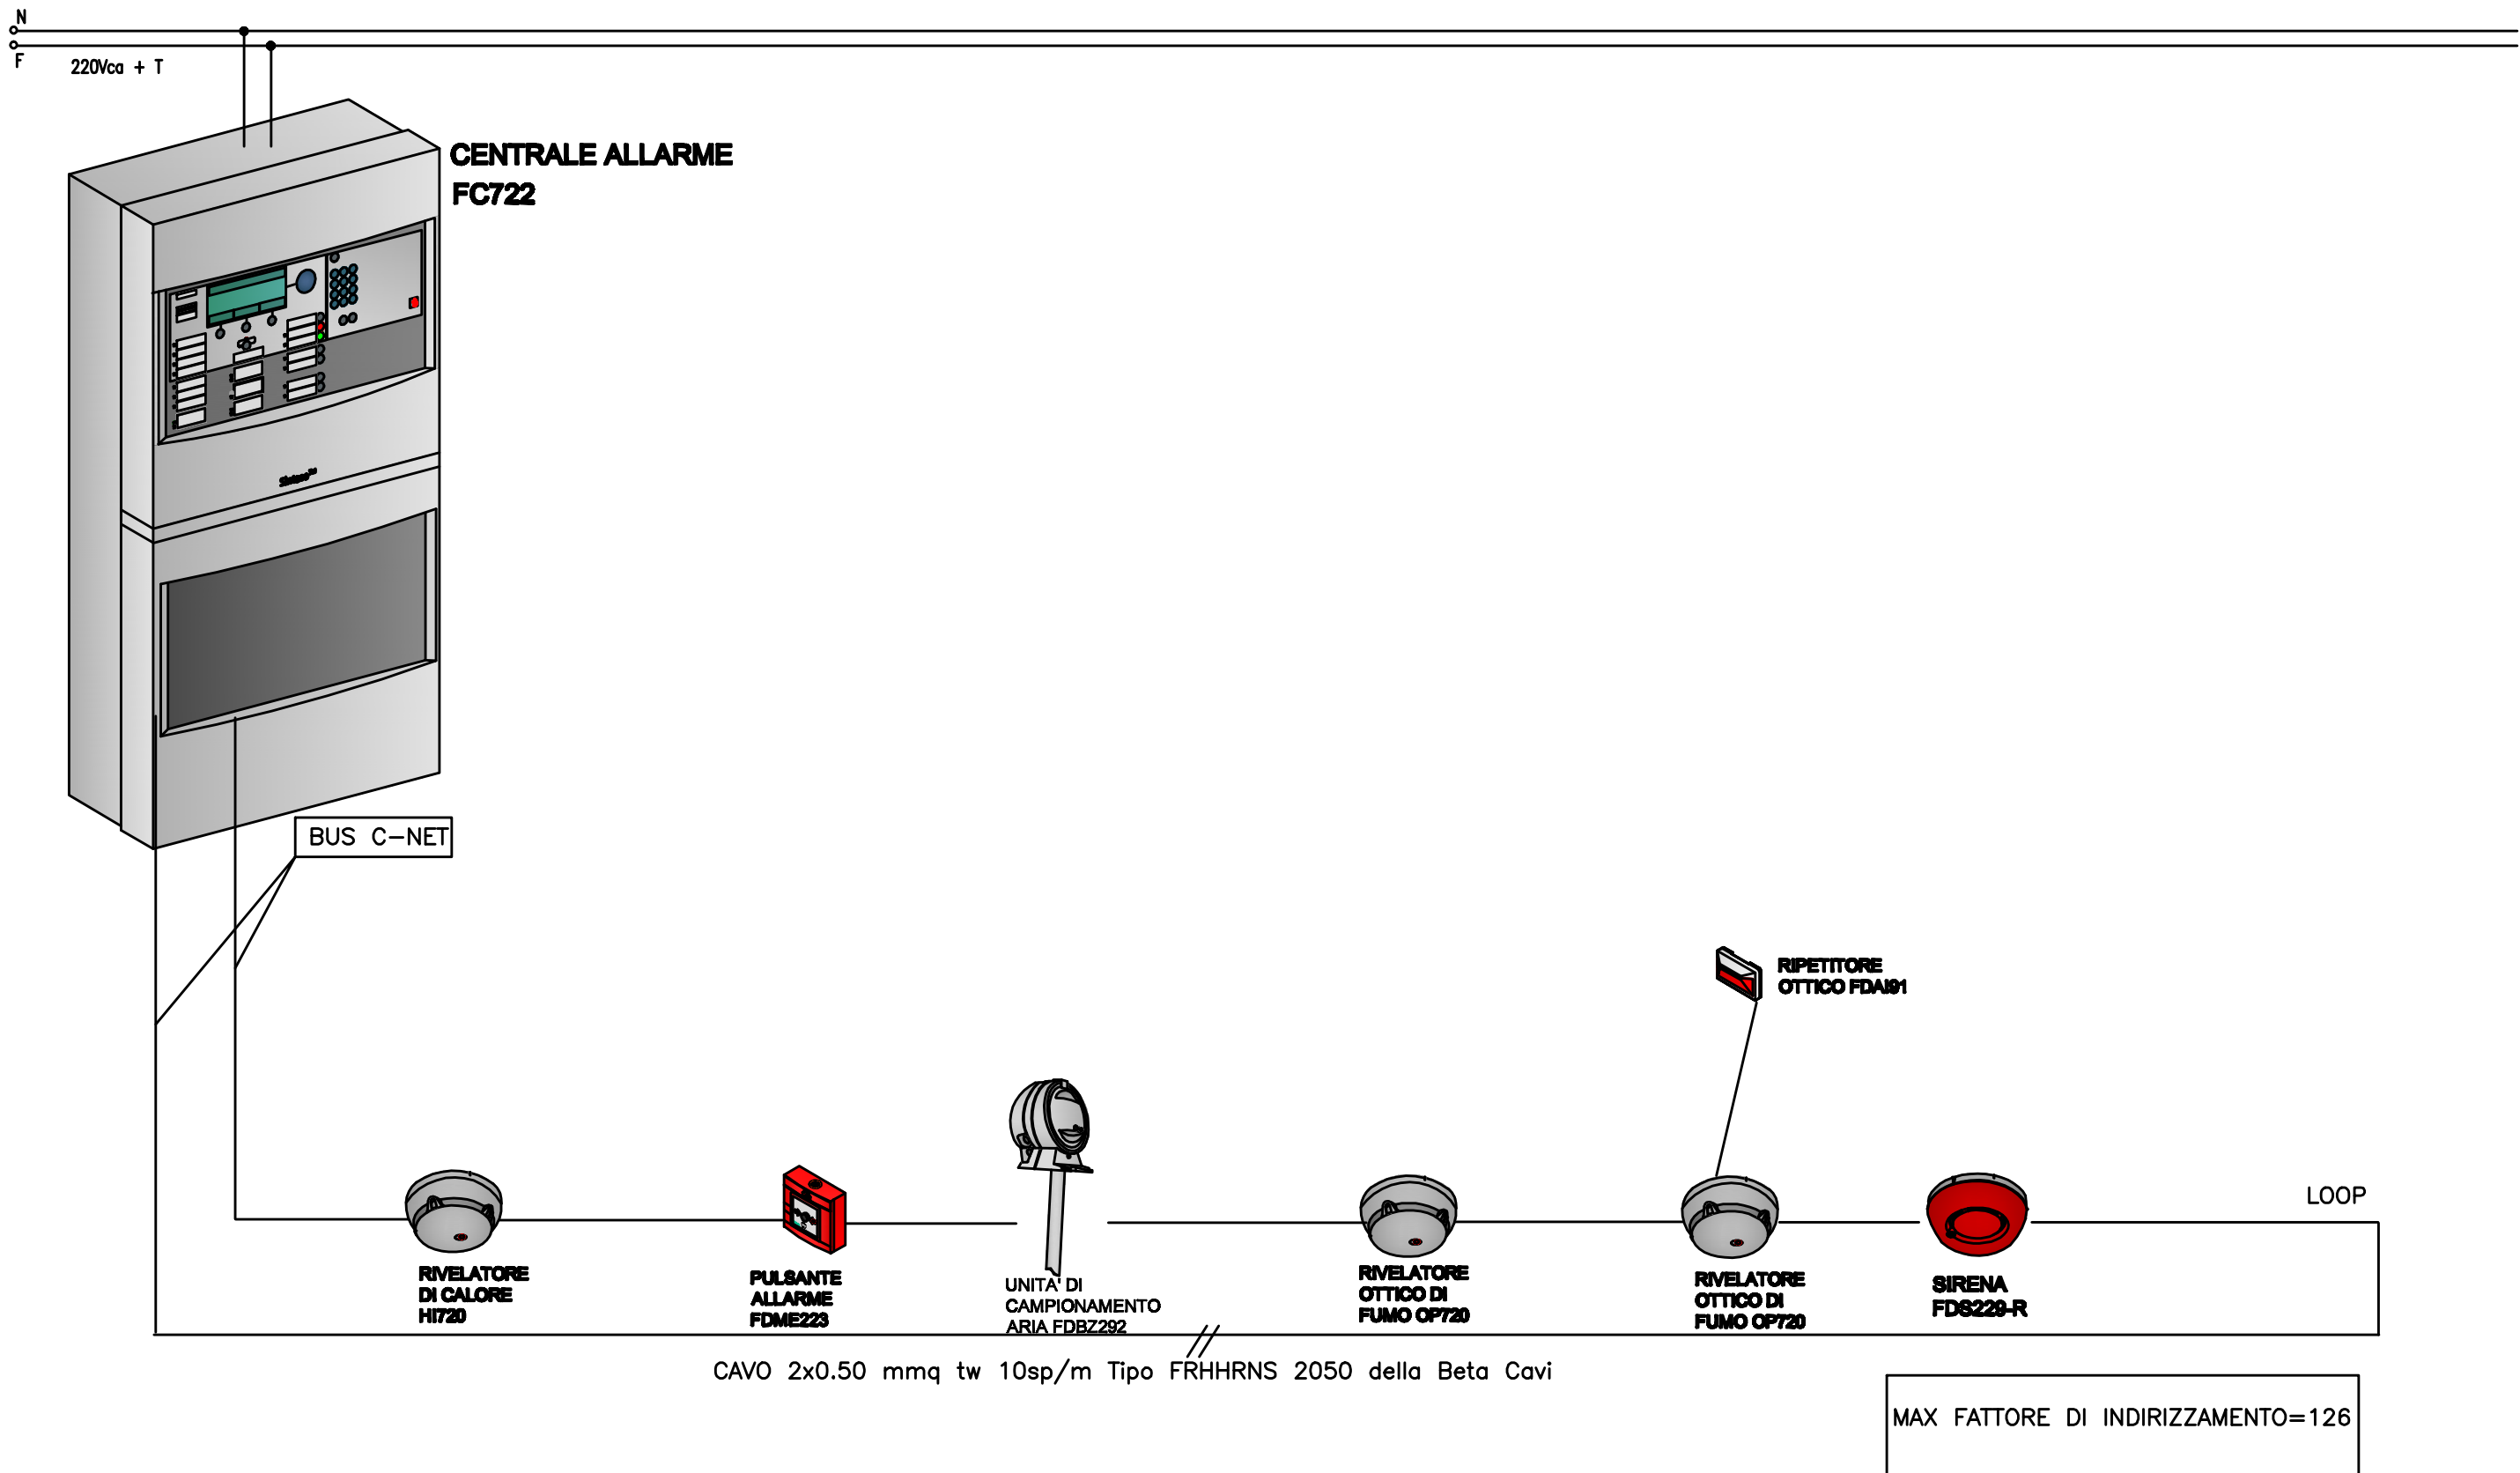 N
F
220Vca + T
CENTRALE ALLARME
FC722
BUS C-NET
RIPETITORE
OTTICO FDAI91
LOOP
RIVELATORE
DI CALORE
HI720
PULSANTE
ALLARME
FDME223
UNITA' DI
CAMPIONAMENTO
ARIA FDBZ292
RIVELATORE
OTTICO DI
FUMO OP720
RIVELATORE
OTTICO DI
FUMO OP720
SIRENA
FDS229-R
CAVO 2x0.50 mmq tw 10sp/m Tipo FRHHRNS 2050 della Beta Cavi
MAX FATTORE DI INDIRIZZAMENTO=126